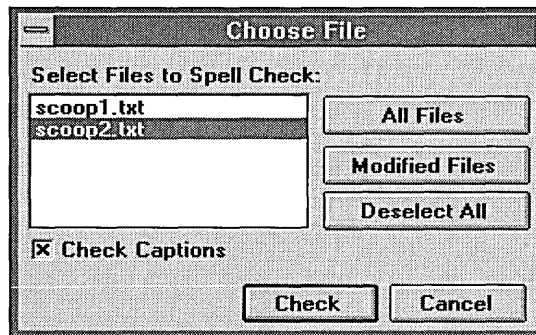 Choose File
Select Files to Spell Check:
scoop1.txt
scoop2.txt
All Files
Modified Files
Deselect All
Check Captions
Check
Cancel